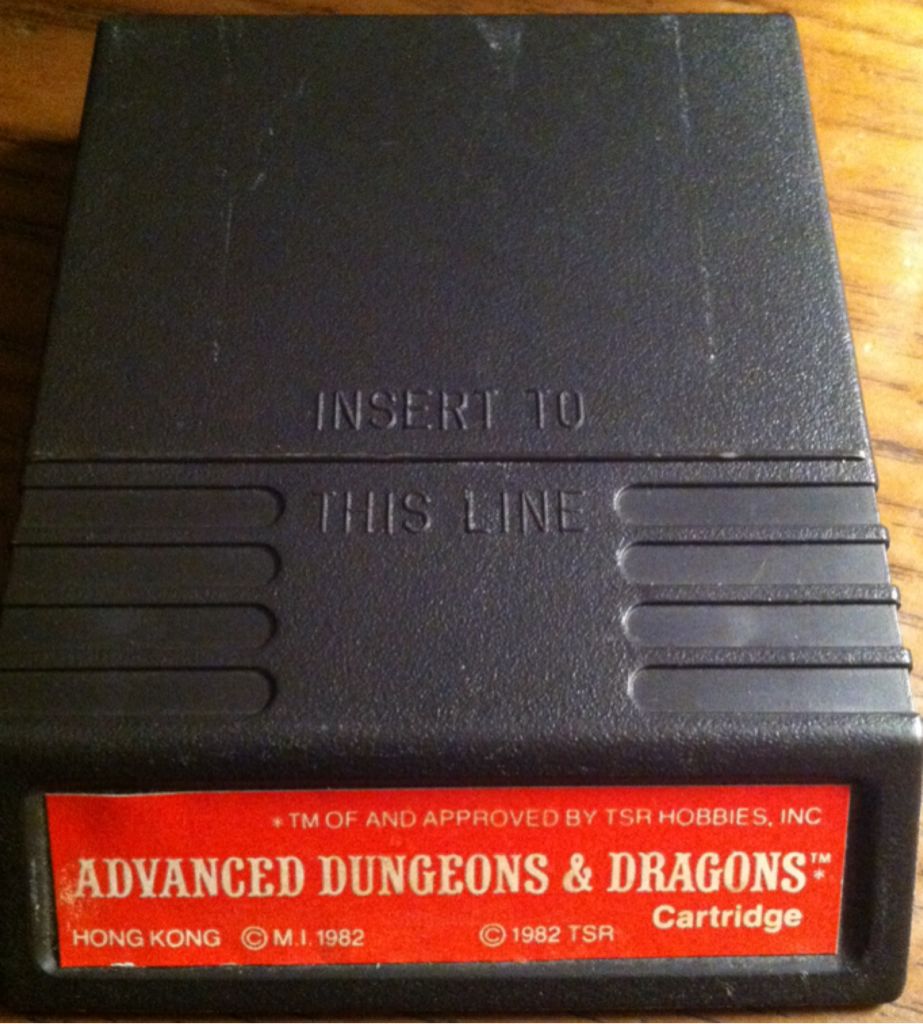 INSERT TO
THIS LINE
*TM OF AND APPROVED BY TSR HOBBIES, INC
ADVANCED DUNGEONS & DRAGONS™*
Cartridge
HONG KONG © M.I. 1982 © 1982 TSR